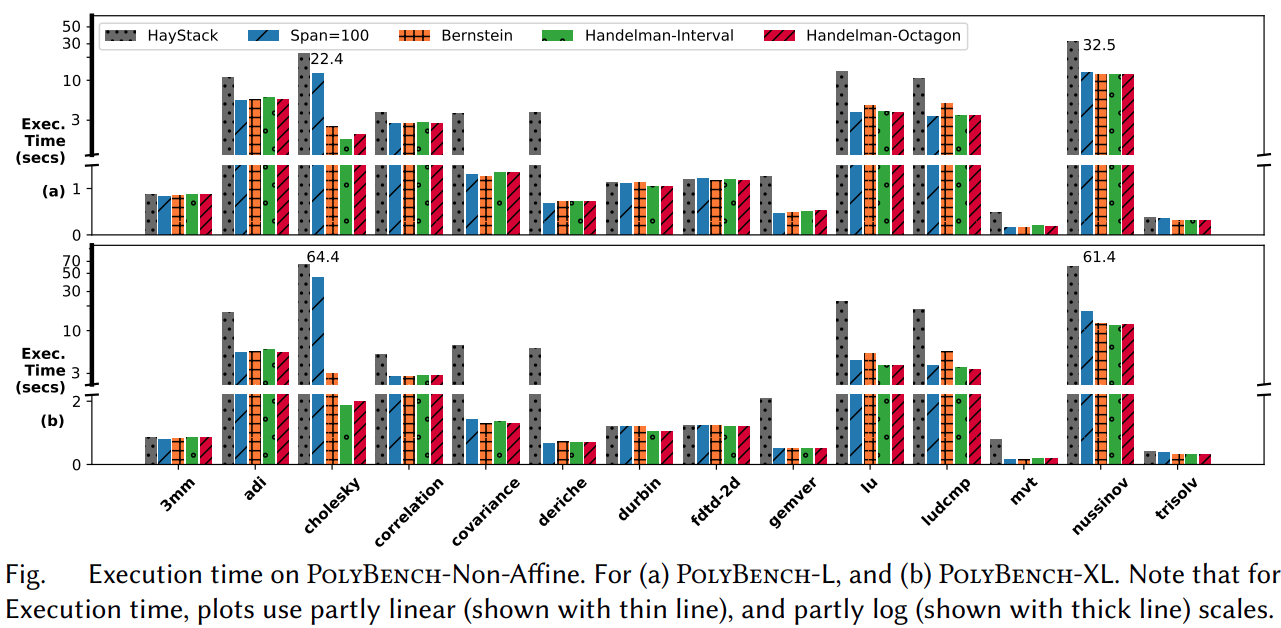 HayStack Span=100 Bernstein Handelman-Interval Handelman-Octagon
50
30
10
3
Exec.
Time
(secs)
(a)
1
0
22.4
32.5
70
50
30
10
3
Exec.
Time
(secs)
(b)
2
0
64.4
61.4
3mm adi cholesky correlation covariance deriche durbin fdtd-2d gemver lu ludcmp mvt nussinov trisolv
Fig. Execution time on PolyBench-Non-Affine. For (a) PolyBench-L, and (b) PolyBench-XL. Note that for
Execution time, plots use partly linear (shown with thin line), and partly log (shown with thick line) scales.